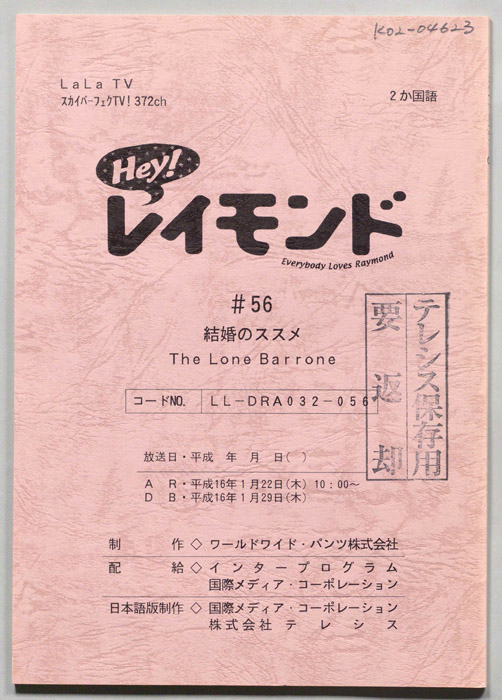 K02-04623
LaLa TV
スカイパーフェクTV! 372ch
2か国語
Hey!
レイモンド
Everybody Loves Raymond
#56
結婚のススメ
The Lone Barrone
コードNO. LL-DRA032-056
テレシス保存用
要返却
放送日・平成 年 月 日( )
A R・平成16年1月22日(木) 10:00~
D B・平成16年1月29日(木)
制 作◇ワールドワイド・パンツ株式会社
配 給◇インタープログラム
国際メディア・コーポレーション
日本語版制作◇国際メディア・コーポレーション
株式会社テレシス